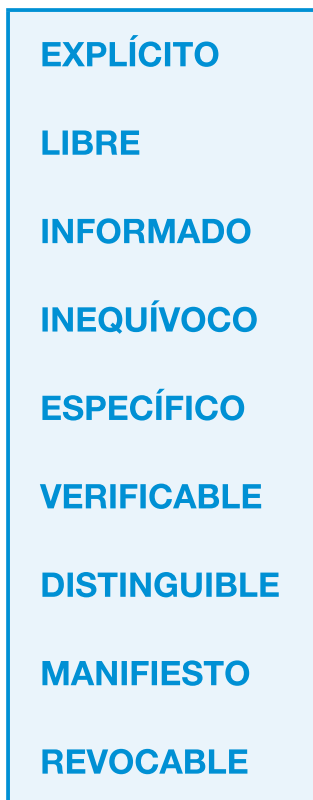 EXPLÍCITO
LIBRE
INFORMADO
INEQUÍVOCO
ESPECÍFICO
VERIFICABLE
DISTINGUIBLE
MANIFIESTO
REVOCABLE